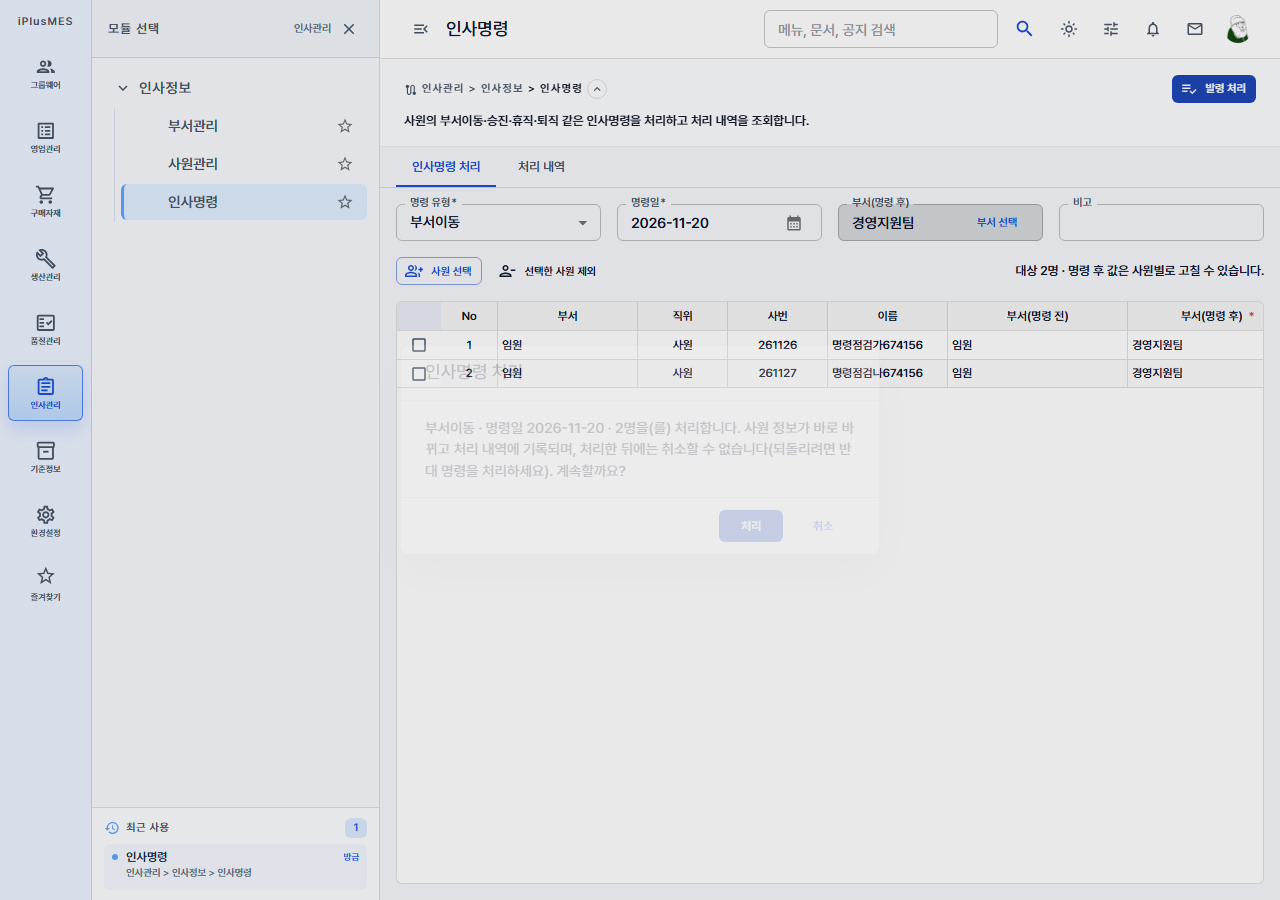 iPlusMES
그룹웨어
영업관리
구매자재
생산관리
품질관리
인사관리
기준정보
환경설정
즐겨찾기
모듈 선택
인사관리
인사정보
부서관리
사원관리
인사명령
최근 사용
1
인사명령
방금
인사관리 > 인사정보 > 인사명령
인사명령
메뉴, 문서, 공지 검색
인사관리 > 인사정보 > 인사명령
발령 처리
사원의 부서이동·승진·휴직·퇴직 같은 인사명령을 처리하고 처리 내역을 조회합니다.
인사명령 처리
처리 내역
명령 유형*
부서이동
명령일*
2026-11-20
부서(명령 후)
경영지원팀
부서 선택
비고
사원 선택
선택한 사원 제외
대상 2명 · 명령 후 값은 사원별로 고칠 수 있습니다.
No 부서 직위 사번 이름 부서(명령 전) 부서(명령 후) *
1 임원 사원 261126 명령점검가674156 임원 경영지원팀
2 임원 사원 261127 명령점검나674156 임원 경영지원팀
인사명령 처리
부서이동 · 명령일 2026-11-20 · 2명을(를) 처리합니다. 사원 정보가 바로 바
뀌고 처리 내역에 기록되며, 처리한 뒤에는 취소할 수 없습니다(되돌리려면 반
대 명령을 처리하세요). 계속할까요?
처리
취소